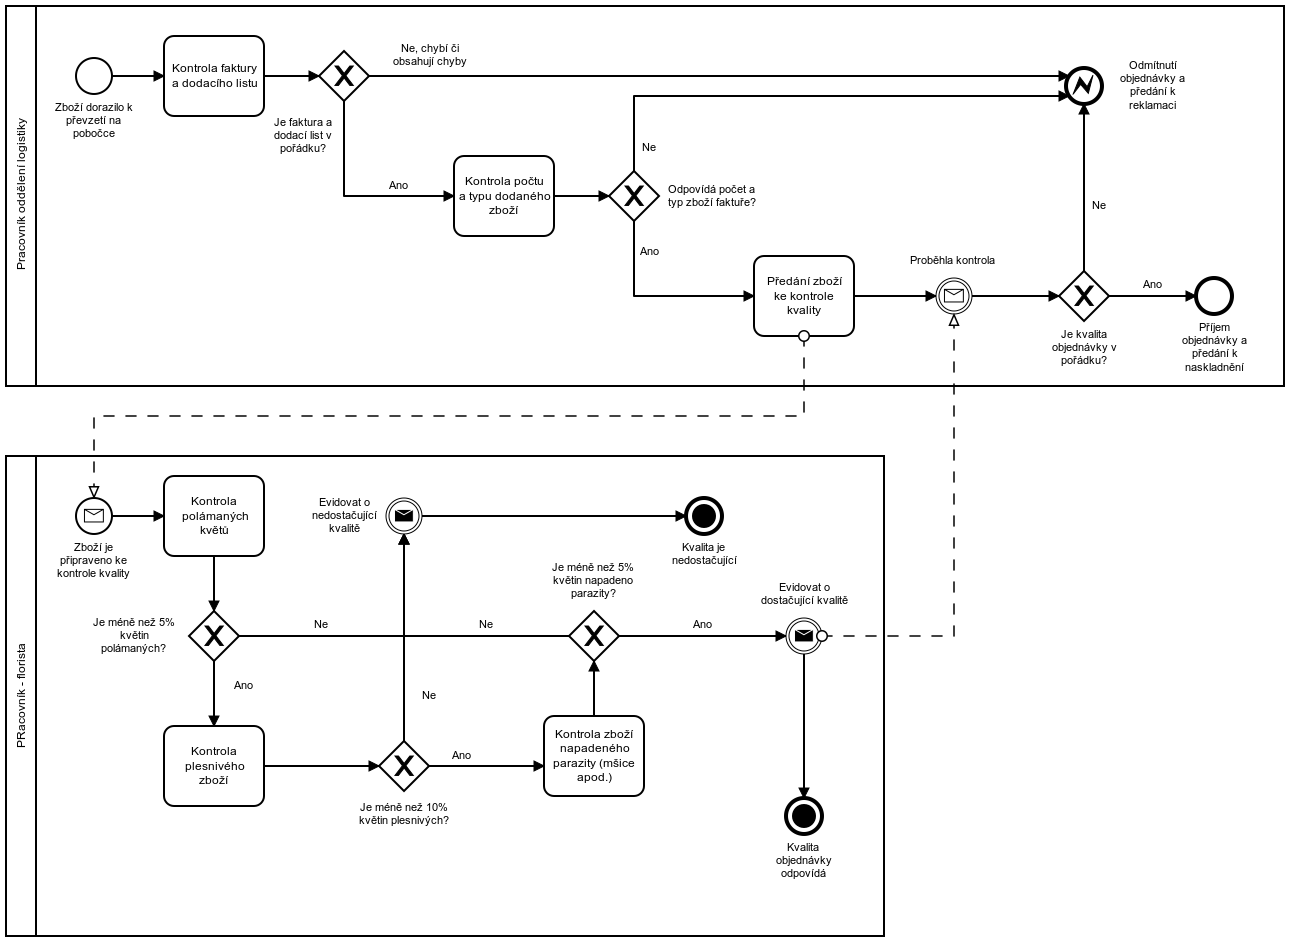 Pracovník oddělení logistiky
Zboží dorazilo k
převzetí na
pobočce
Kontrola faktury
a dodacího listu
Je faktura a
dodací list v
pořádku?
Ne, chybí či
obsahují chyby
Ano
Kontrola počtu
a typu dodaného
zboží
Ne
Odpovídá počet a
typ zboží faktuře?
Ano
Předání zboží
ke kontrole
kvality
Proběhla kontrola
Odmítnutí
objednávky a
předání k
reklamaci
Ne
Je kvalita
objednávky v
pořádku?
Ano
Příjem
objednávky a
předání k
naskladnění
PRacovník - florista
Zboží je
připraveno ke
kontrole kvality
Kontrola
polámaných
květů
Je méně než 5%
květin
polámaných?
Ne
Ano
Kontrola
plesnivého
zboží
Evidovat o
nedostačující
kvalitě
Ne
Je méně než 10%
květin plesnivých?
Ano
Kontrola zboží
napadeného
parazity (mšice
apod.)
Je méně než 5%
květin napadeno
parazity?
Ne
Ano
Kvalita je
nedostačující
Evidovat o
dostačující kvalitě
Kvalita
objednávky
odpovídá